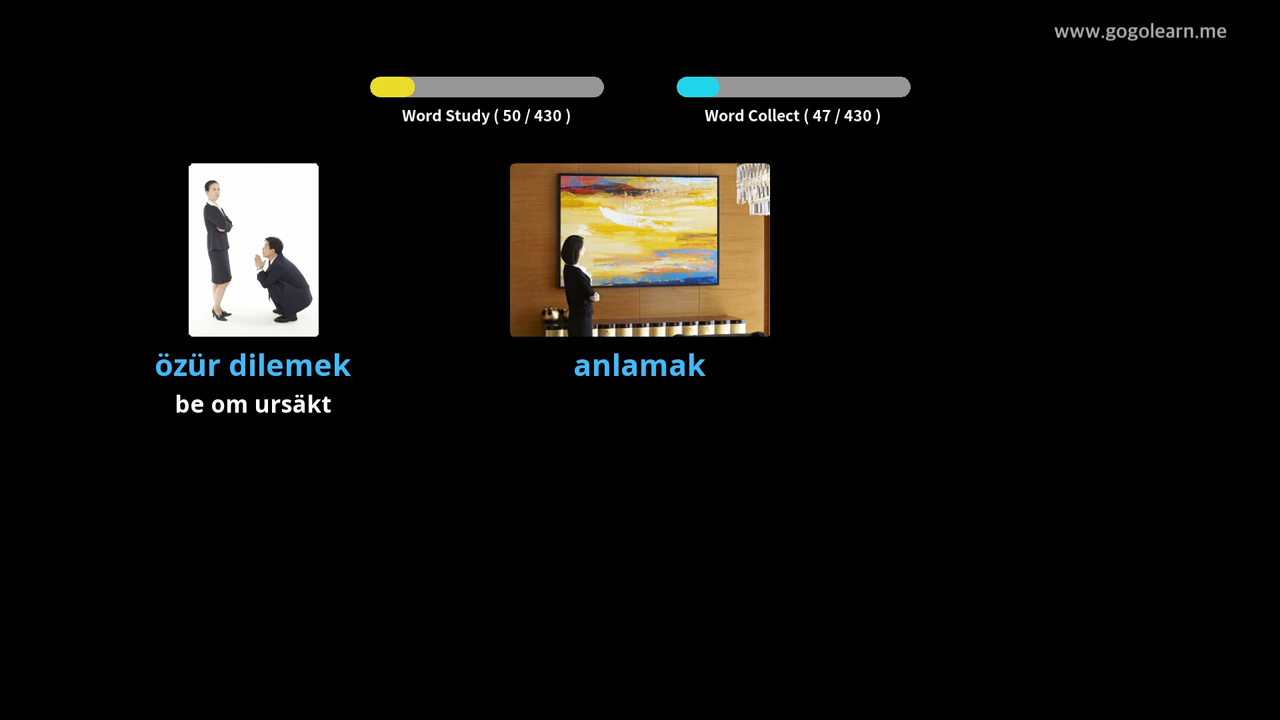 www.gogolearn.me
Word Study ( 50 / 430 )
Word Collect ( 47 / 430 )
özür dilemek
be om ursäkt
anlamak